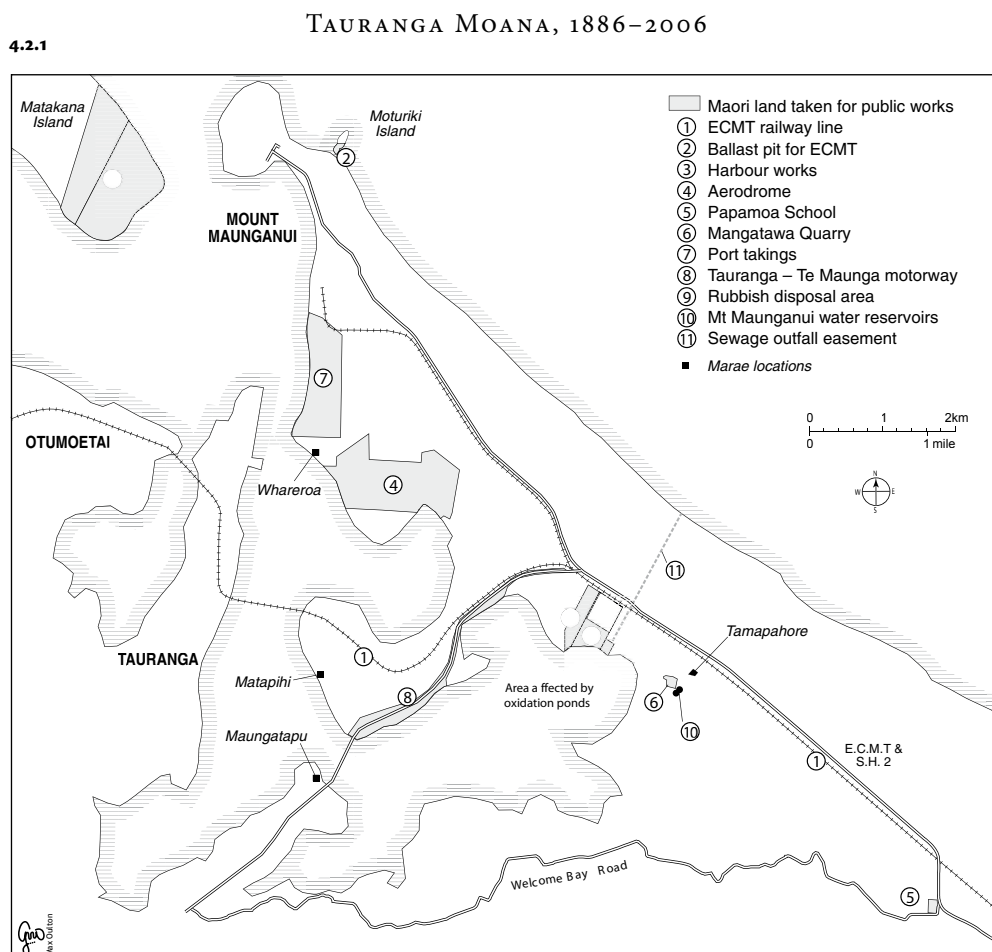 TAURANGA MOANA, 1886–2006
4.2.1
Matakana
Island
Moturiki
Island
2
MOUNT
MAUNGANUI
Maori land taken for public works
1 ECMT railway line
2 Ballast pit for ECMT
3 Harbour works
4 Aerodrome
5 Papamoa School
6 Mangatawa Quarry
7 Port takings
8 Tauranga – Te Maunga motorway
9 Rubbish disposal area
10 Mt Maunganui water reservoirs
11 Sewage outfall easement
Marae locations
0 1 2km
0 1 mile
N
W E
S
7
OTUMOETAI
Whareroa
4
11
TAURANGA
1
Tamapahore
Matapihi
8
Area a ffected by
oxidation ponds
6
10
Maungatapu
E.C.M.T &
S.H. 2
1
Welcome Bay Road
5
Max Oulton